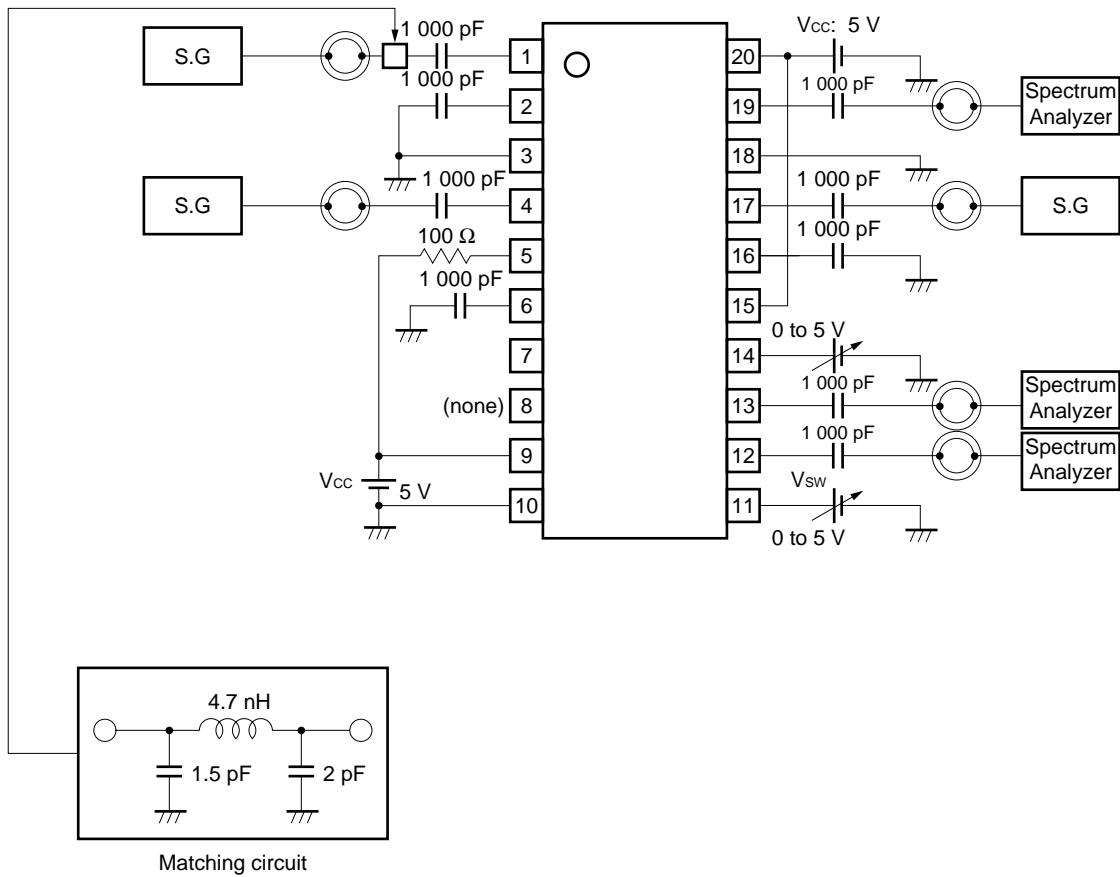 1 000 pF
S.G
1
1 000 pF
2
3
1 000 pF
S.G
4
100 Ω
5
1 000 pF
6
7
(none) 8
9
VCC 5 V
10
VCC: 5 V
20
1 000 pF
19
Spectrum
Analyzer
18
1 000 pF
17
S.G
1 000 pF
16
15
0 to 5 V
14
1 000 pF
13
Spectrum
Analyzer
1 000 pF
12
Spectrum
Analyzer
VSW
11
0 to 5 V
4.7 nH
1.5 pF
2 pF
Matching circuit